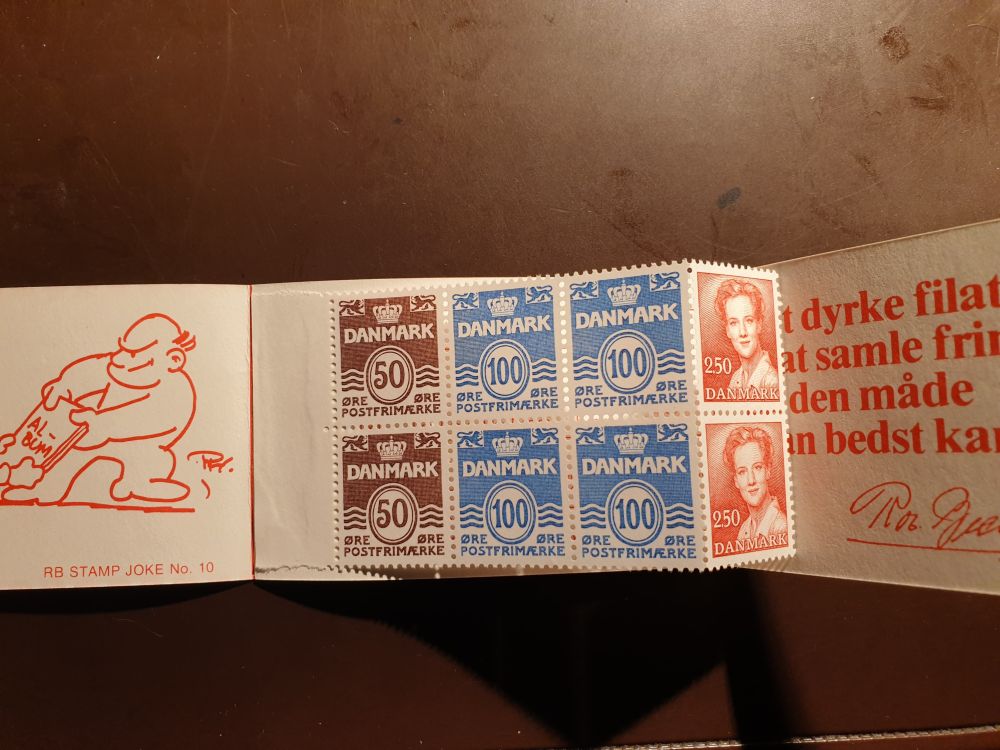 AL
BUM
RB STAMP JOKE No. 10
DANMARK
50
ØRE ØRE
POSTFRIMÆRKE
DANMARK
100
ØRE ØRE
POSTFRIMÆRKE
DANMARK
100
ØRE ØRE
POSTFRIMÆRKE
2.50
DANMARK
DANMARK
50
ØRE ØRE
POSTFRIMÆRKE
DANMARK
100
ØRE ØRE
POSTFRIMÆRKE
DANMARK
100
ØRE ØRE
POSTFRIMÆRKE
2.50
DANMARK
t dyrke filat
at samle frin
den måde
an bedst kan